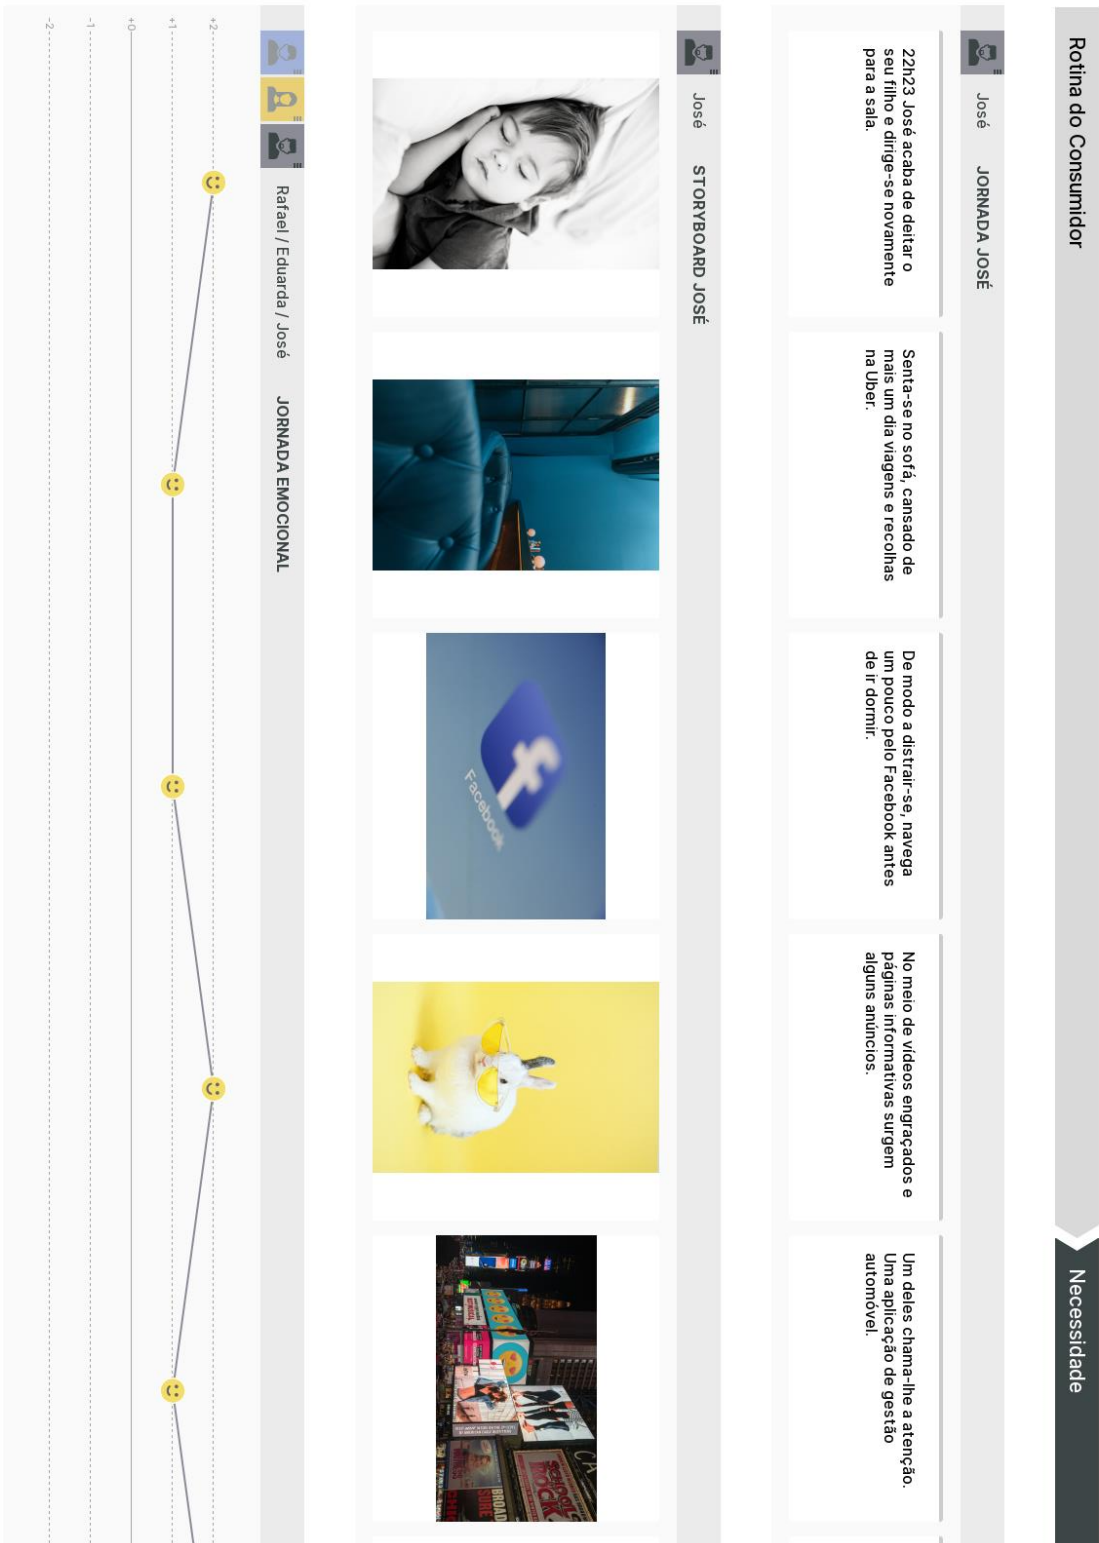 Rotina do Consumidor
Necessidade
José
JORNADA JOSÉ
22h23 José acaba de deitar o
seu filho e dirige-se novamente
para a sala.
Senta-se no sofá, cansado de
mais um dia viagens e recolhas
na Uber.
De modo a distrair-se, navega
um pouco pelo Facebook antes
de ir dormir.
No meio de vídeos engraçados e
páginas informativas surgem
alguns anúncios.
Um deles chama-lhe a atenção.
Uma aplicação de gestão
automóvel.
José
STORYBOARD JOSÉ
f
Facebook
SCHOOL
ROCK
BROAD
Rafael / Eduarda / José
JORNADA EMOCIONAL
+2
+1
+0
-1
-2